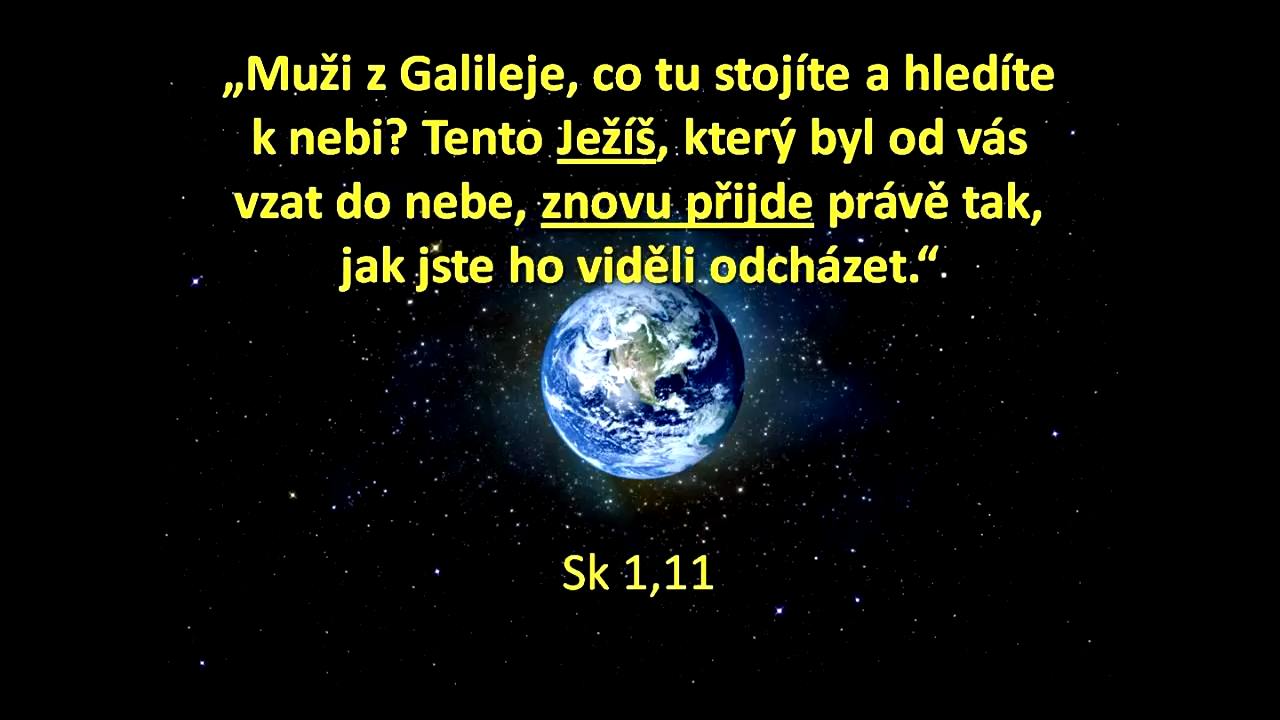 „Muži z Galileje, co tu stojíte a hledíte
k nebi? Tento Ježíš, který byl od vás
vzat do nebe, znovu přijde právě tak,
jak jste ho viděli odcházet.“
Sk 1,11